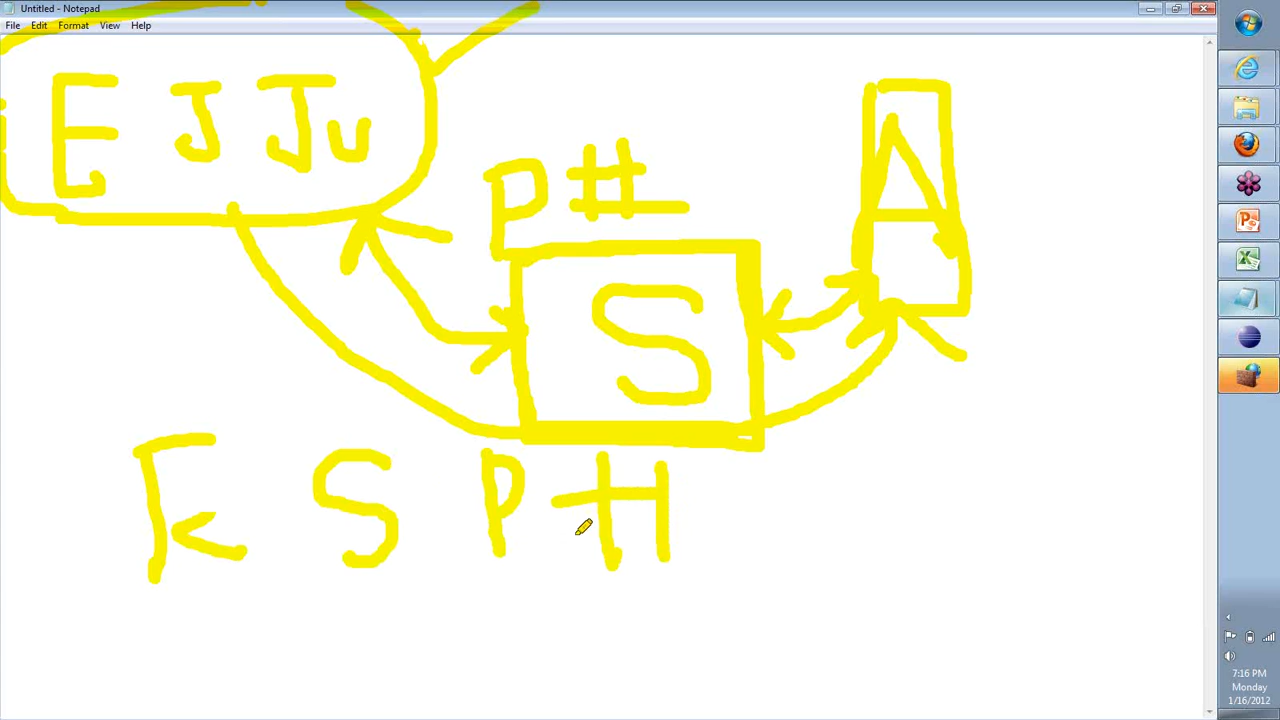 Untitled - Notepad
File Edit Format View Help
E J Ju
P#
A
S
S P H
7:16 PM
Monday
1/16/2012